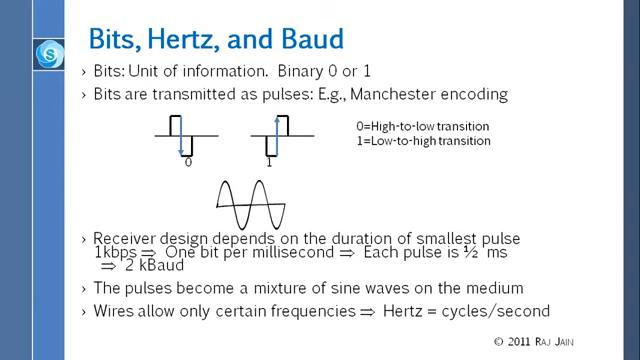 Bits, Hertz, and Baud
› Bits: Unit of information. Binary 0 or 1
› Bits are transmitted as pulses: E.g., Manchester encoding
0=High-to-low transition
1=Low-to-high transition
0 1
› Receiver design depends on the duration of smallest pulse
1kbps ⇒ One bit per millisecond ⇒ Each pulse is ½ ms
⇒ 2 kBaud
› The pulses become a mixture of sine waves on the medium
› Wires allow only certain frequencies ⇒ Hertz = cycles/second
© 2011 Raj Jain
S